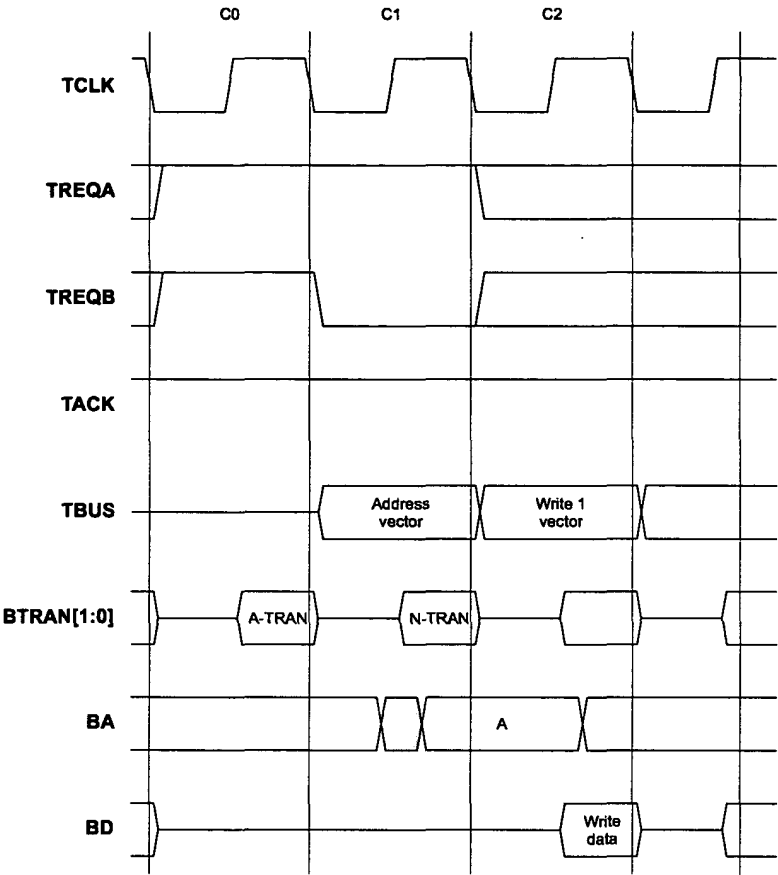 C0 C1 C2
TCLK
TREQA
TREQB
TACK
TBUS
Address
vector
Write 1
vector
BTRAN[1:0]
A-TRAN
N-TRAN
BA
A
BD
Write
data